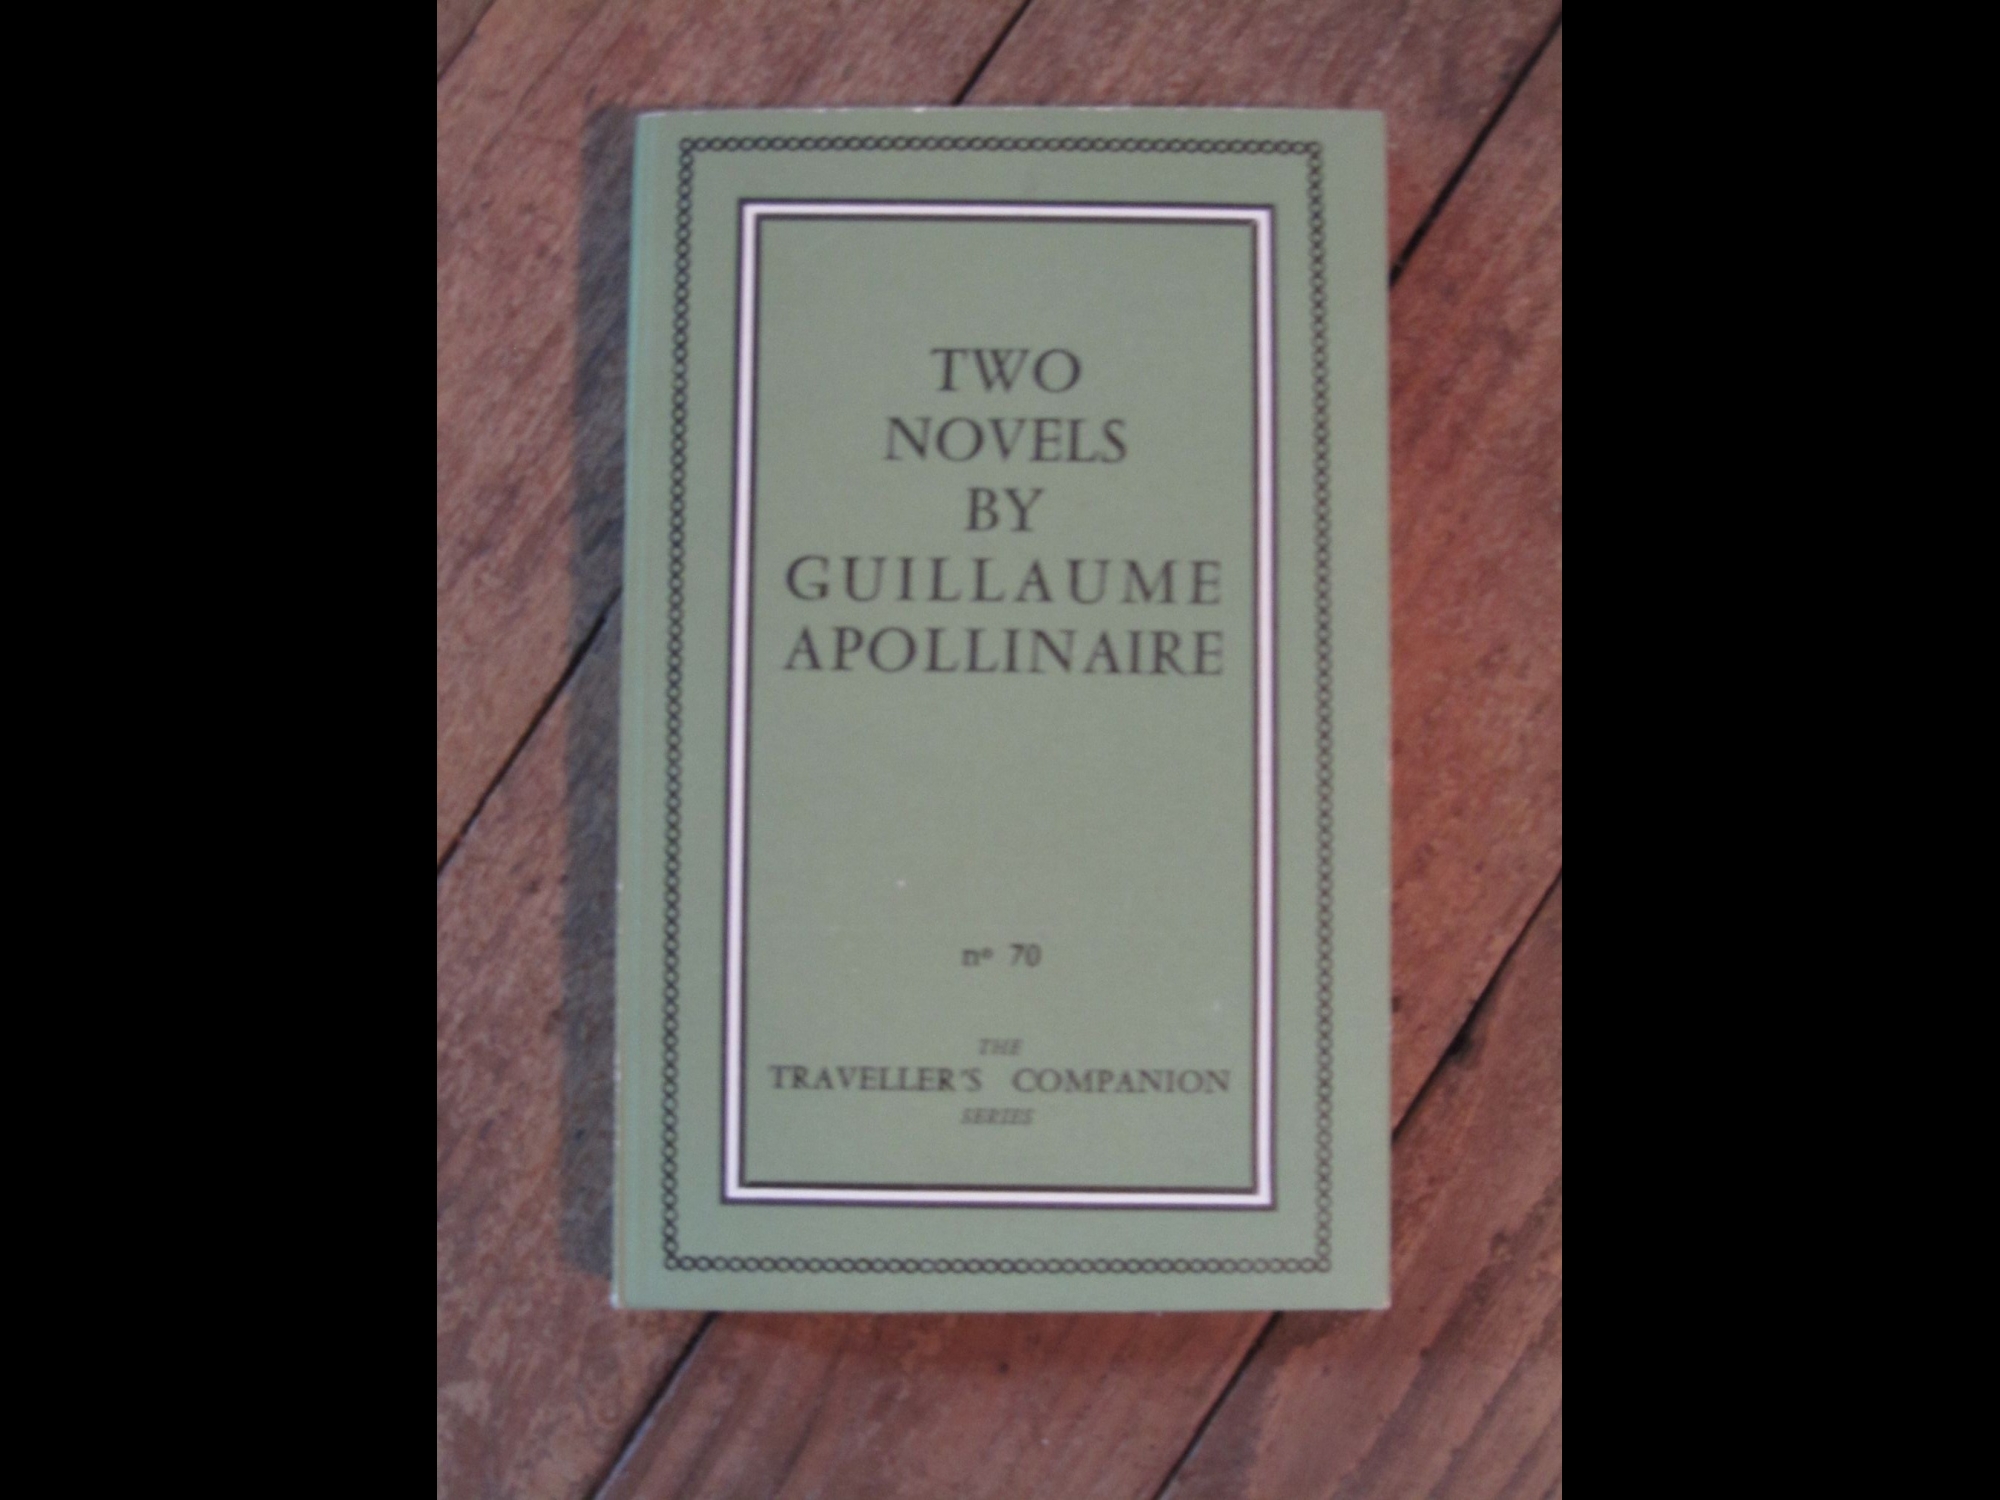 TWO
NOVELS
BY
GUILLAUME
APOLLINAIRE
nº 70
THE
TRAVELLER'S COMPANION
SERIES